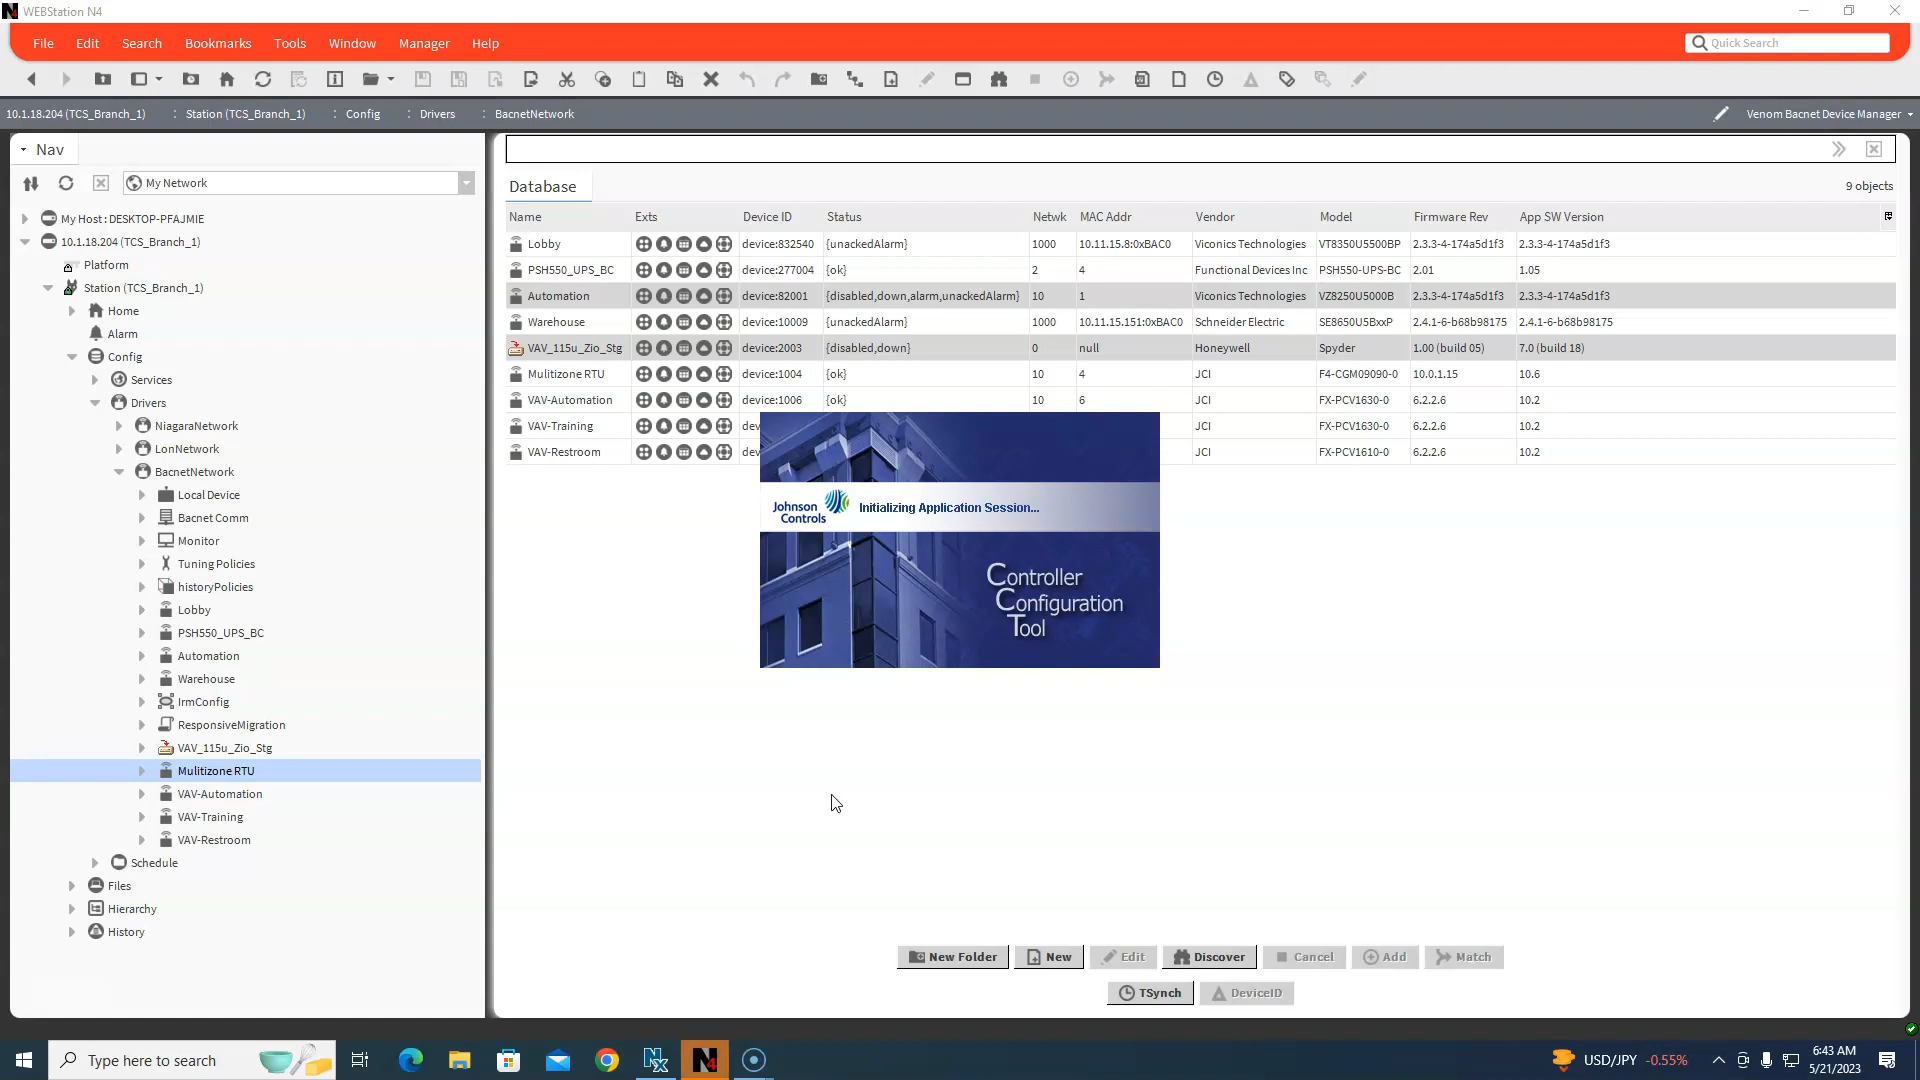 WEBStation N4
File Edit Search Bookmarks Tools Window Manager Help
Quick Search
10.1.18.204 (TCS_Branch_1) : Station (TCS_Branch_1) : Config : Drivers : BacnetNetwork
Venom Bacnet Device Manager
Nav
My Network
My Host : DESKTOP-PFAJMIE
10.1.18.204 (TCS_Branch_1)
Platform
Station (TCS_Branch_1)
Home
Alarm
Config
Services
Drivers
NiagaraNetwork
LonNetwork
BacnetNetwork
Local Device
Bacnet Comm
Monitor
Tuning Policies
historyPolicies
Lobby
PSH550_UPS_BC
Automation
Warehouse
IrmConfig
ResponsiveMigration
VAV_115u_Zio_Stg
Mulitizone RTU
VAV-Automation
VAV-Training
VAV-Restroom
Schedule
Files
Hierarchy
History
Database
9 objects
Name Exts Device ID Status Netwk MAC Addr Vendor Model Firmware Rev App SW Version
Lobby device:832540 {unackedAlarm} 1000 10.11.15.8:0xBAC0 Viconics Technologies VT8350U5500BP 2.3.3-4-174a5d1f3 2.3.3-4-174a5d1f3
PSH550_UPS_BC device:277004 {ok} 2 4 Functional Devices Inc PSH550-UPS-BC 2.01 1.05
Automation device:82001 {disabled,down,alarm,unackedAlarm} 10 1 Viconics Technologies VZ8250U5000B 2.3.3-4-174a5d1f3 2.3.3-4-174a5d1f3
Warehouse device:10009 {unackedAlarm} 1000 10.11.15.151:0xBAC0 Schneider Electric SE8650U5BxxP 2.4.1-6-b68b98175 2.4.1-6-b68b98175
VAV_115u_Zio_Stg device:2003 {disabled,down} 0 null Honeywell Spyder 1.00 (build 05) 7.0 (build 18)
Mulitizone RTU device:1004 {ok} 10 4 JCI F4-CGM09090-0 10.0.1.15 10.6
VAV-Automation device:1006 {ok} 10 6 JCI FX-PCV1630-0 6.2.2.6 10.2
VAV-Training dev JCI FX-PCV1630-0 6.2.2.6 10.2
VAV-Restroom dev JCI FX-PCV1610-0 6.2.2.6 10.2
Johnson Controls
Initializing Application Session...
Controller
Configuration
Tool
New Folder New Edit Discover Cancel Add Match
TSynch DeviceID
Type here to search
USD/JPY -0.55%
6:43 AM
5/21/2023